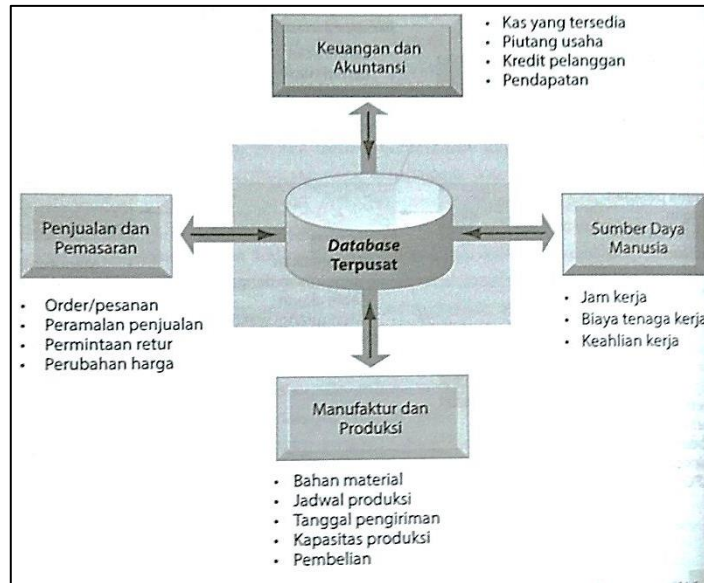 Keuangan dan
Akuntansi
• Kas yang tersedia
• Piutang usaha
• Kredit pelanggan
• Pendapatan
Penjualan dan
Pemasaran
• Order/pesanan
• Peramalan penjualan
• Permintaan retur
• Perubahan harga
Database
Terpusat
Sumber Daya
Manusia
• Jam kerja
• Biaya tenaga kerja
• Keahlian kerja
Manufaktur dan
Produksi
• Bahan material
• Jadwal produksi
• Tanggal pengiriman
• Kapasitas produksi
• Pembelian